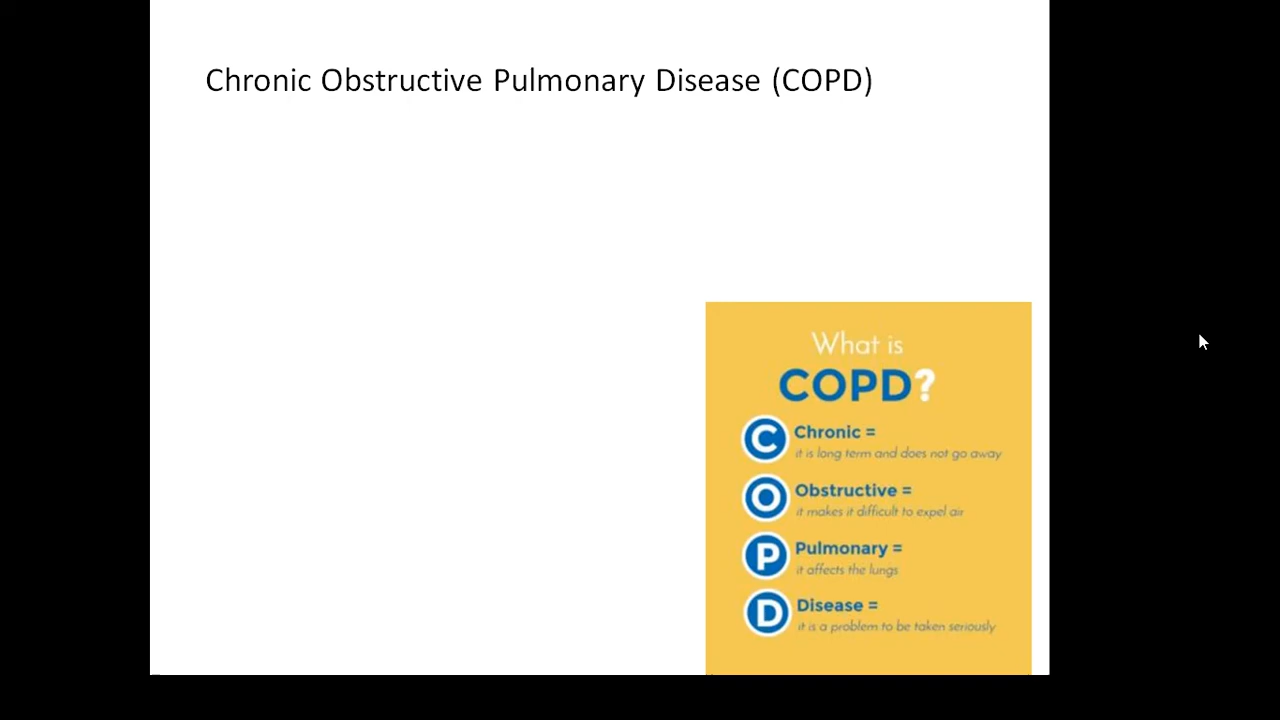 Chronic Obstructive Pulmonary Disease (COPD)
What is
COPD?
C Chronic =
it is long term and does not go away
O Obstructive =
it makes it difficult to expel air
P Pulmonary =
it affects the lungs
D Disease =
it is a problem to be taken seriously